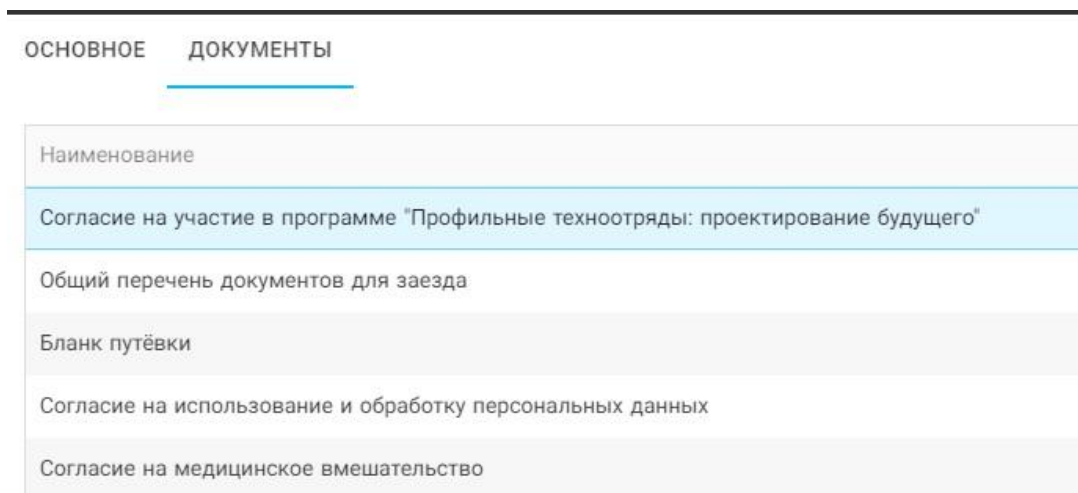 ОСНОВНОЕ ДОКУМЕНТЫ
Наименование
Согласие на участие в программе "Профильные техноотряды: проектирование будущего"
Общий перечень документов для заезда
Бланк путёвки
Согласие на использование и обработку персональных данных
Согласие на медицинское вмешательство